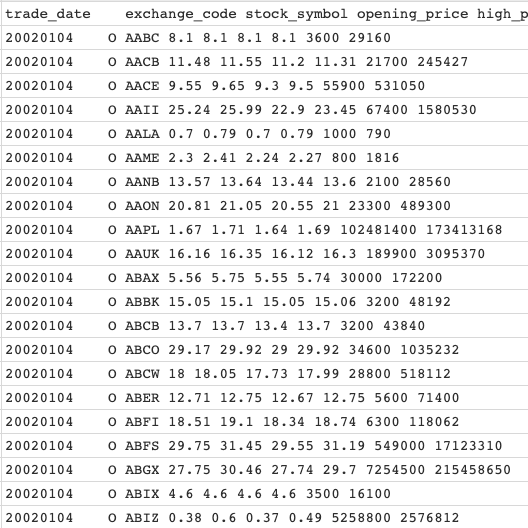 trade_date exchange_code stock_symbol opening_price high_p
20020104 O AABC 8.1 8.1 8.1 8.1 3600 29160
20020104 O AACB 11.48 11.55 11.2 11.31 21700 245427
20020104 O AACE 9.55 9.65 9.3 9.5 55900 531050
20020104 O AAII 25.24 25.99 22.9 23.45 67400 1580530
20020104 O AALA 0.7 0.79 0.7 0.79 1000 790
20020104 O AAME 2.3 2.41 2.24 2.27 800 1816
20020104 O AANB 13.57 13.64 13.44 13.6 2100 28560
20020104 O AAON 20.81 21.05 20.55 21 23300 489300
20020104 O AAPL 1.67 1.71 1.64 1.69 102481400 173413168
20020104 O AAUK 16.16 16.35 16.12 16.3 189900 3095370
20020104 O ABAX 5.56 5.75 5.55 5.74 30000 172200
20020104 O ABBK 15.05 15.1 15.05 15.06 3200 48192
20020104 O ABCB 13.7 13.7 13.4 13.7 3200 43840
20020104 O ABCO 29.17 29.92 29 29.92 34600 1035232
20020104 O ABCW 18 18.05 17.73 17.99 28800 518112
20020104 O ABER 12.71 12.75 12.67 12.75 5600 71400
20020104 O ABFI 18.51 19.1 18.34 18.74 6300 118062
20020104 O ABFS 29.75 31.45 29.55 31.19 549000 17123310
20020104 O ABGX 27.75 30.46 27.74 29.7 7254500 215458650
20020104 O ABIX 4.6 4.6 4.6 4.6 3500 16100
20020104 O ABIZ 0.38 0.6 0.37 0.49 5258800 2576812